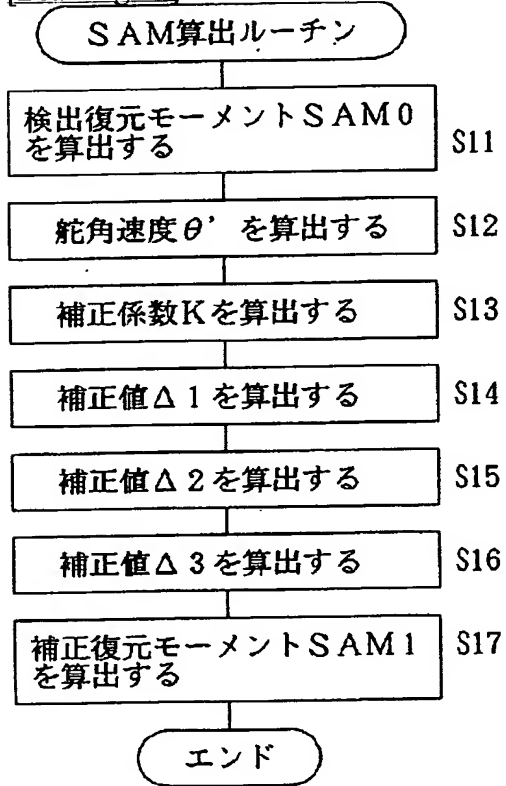 SAM算出ルーチン
検出復元モーメントSAM0
を算出する
S11
舵角速度θ'を算出する
S12
補正係数Kを算出する
S13
補正値Δ1を算出する
S14
補正値Δ2を算出する
S15
補正値Δ3を算出する
S16
補正復元モーメントSAM1
を算出する
S17
エンド